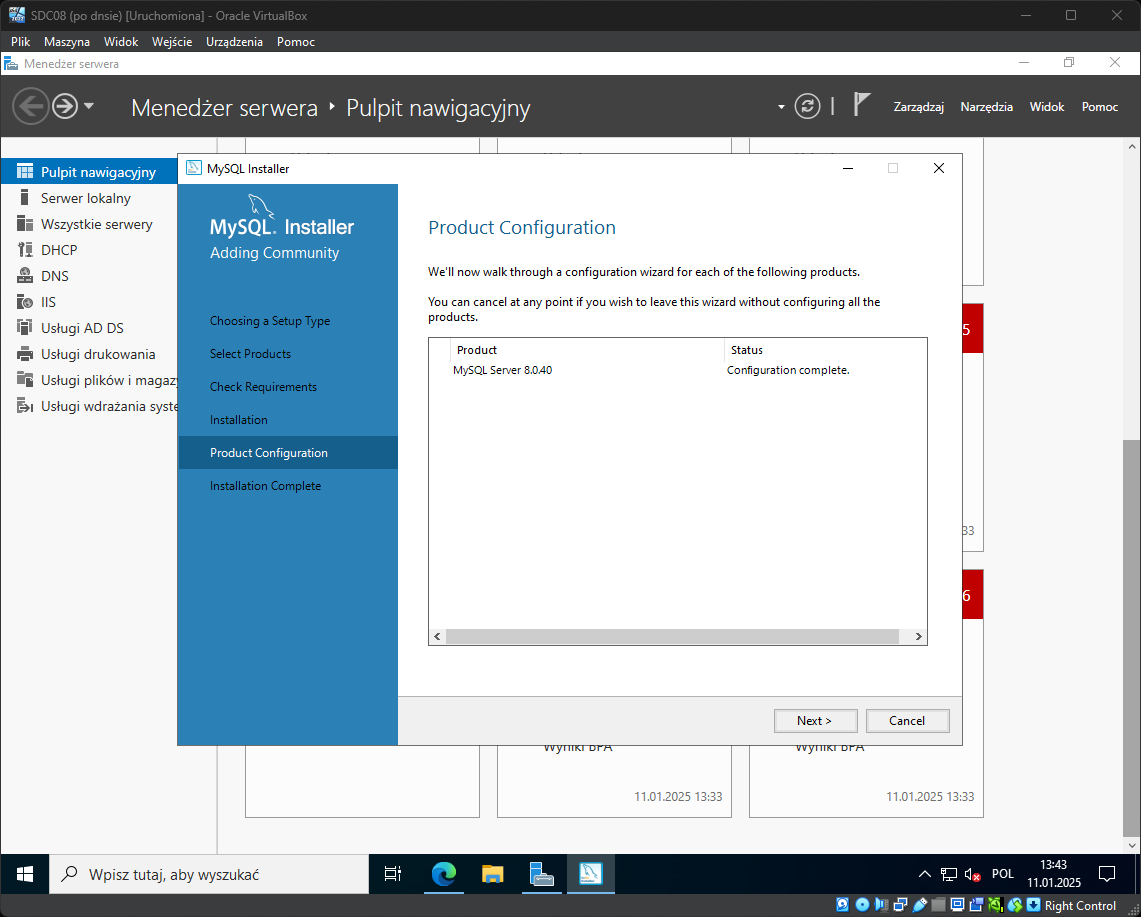 SDC08 (po dnsie) [Uruchomiona] - Oracle VirtualBox
Plik Maszyna Widok Wejście Urządzenia Pomoc
Menedżer serwera
Menedżer serwera Pulpit nawigacyjny
Zarządzaj Narzędzia Widok Pomoc
Pulpit nawigacyjny
Serwer lokalny
Wszystkie serwery
DHCP
DNS
IIS
Usługi AD DS
Usługi drukowania
Usługi plików i magaz
Usługi wdrażania syste
MySQL Installer
MySQL. Installer
Adding Community
Choosing a Setup Type
Select Products
Check Requirements
Installation
Product Configuration
Installation Complete
Product Configuration
We'll now walk through a configuration wizard for each of the following products.
You can cancel at any point if you wish to leave this wizard without configuring all the
products.
Product Status
MySQL Server 8.0.40 Configuration complete.
Next > Cancel
5
33
6
Wyniki BPA Wyniki BPA
11.01.2025 13:33 11.01.2025 13:33
Wpisz tutaj, aby wyszukać
POL
13:43
11.01.2025
Right Control